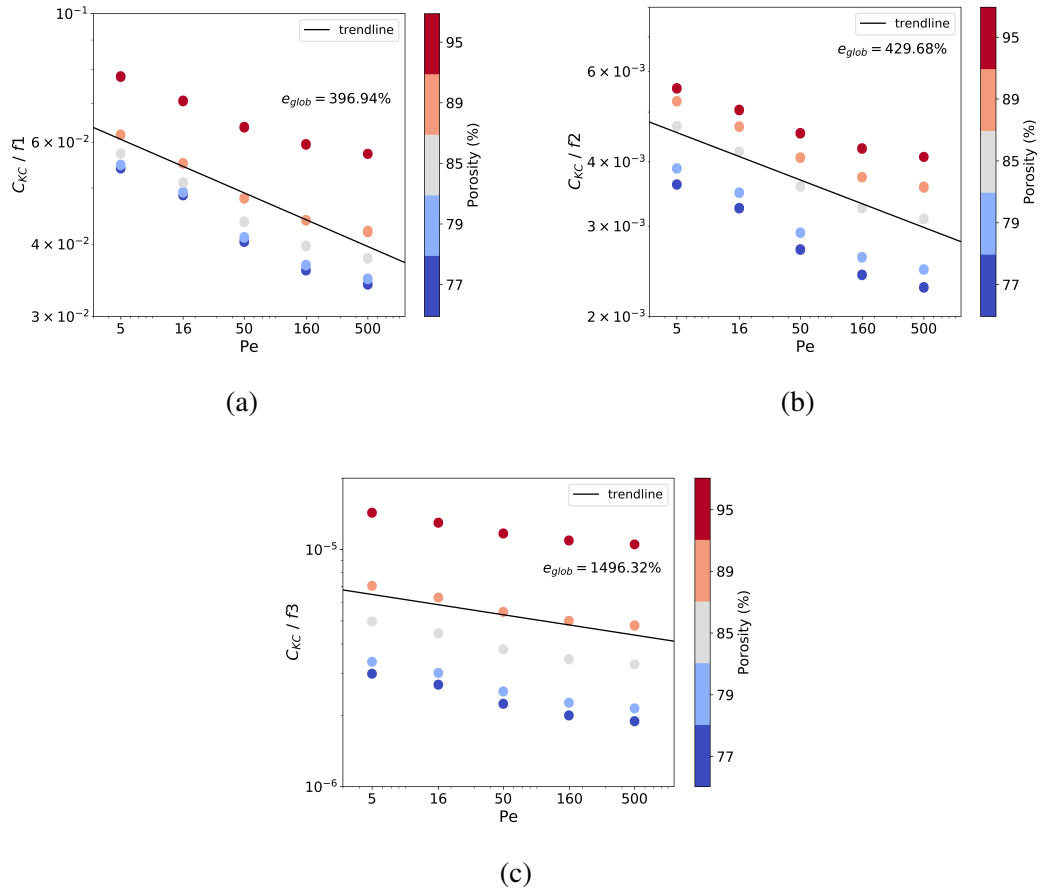 10⁻¹
6 × 10⁻²
4 × 10⁻²
3 × 10⁻²
C_KC / f1
trendline
e_glob = 396.94%
5 16 50 160 500
Pe
95
89
85
79
77
Porosity (%)
(a)
6 × 10⁻³
4 × 10⁻³
3 × 10⁻³
2 × 10⁻³
C_KC / f2
trendline
e_glob = 429.68%
5 16 50 160 500
Pe
95
89
85
79
77
Porosity (%)
(b)
10⁻⁵
10⁻⁶
C_KC / f3
trendline
e_glob = 1496.32%
5 16 50 160 500
Pe
95
89
85
79
77
Porosity (%)
(c)